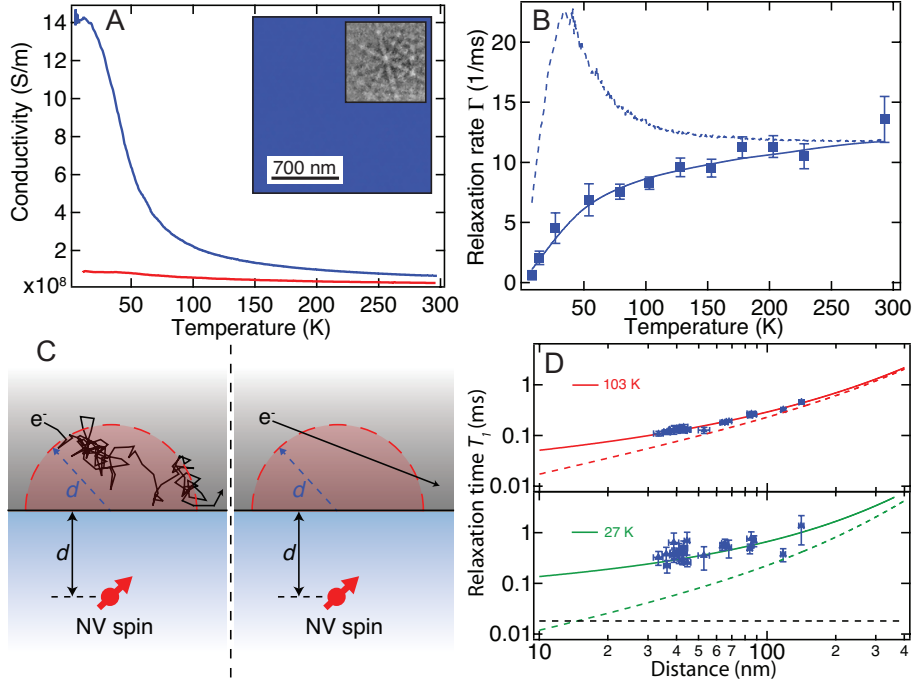 A
Conductivity (S/m)
14
12
10
8
6
4
2
x10⁸
700 nm
50
100
150
200
250
300
Temperature (K)
B
Relaxation rate Γ (1/ms)
20
15
10
5
0
50
100
150
200
250
300
Temperature (K)
C
e⁻
d
d
NV spin
e⁻
d
d
NV spin
D
Relaxation time T₁ (ms)
103 K
1
0.1
0.01
27 K
1
0.1
0.01
10
2
3
4
5
6
7
100
2
3
4
Distance (nm)